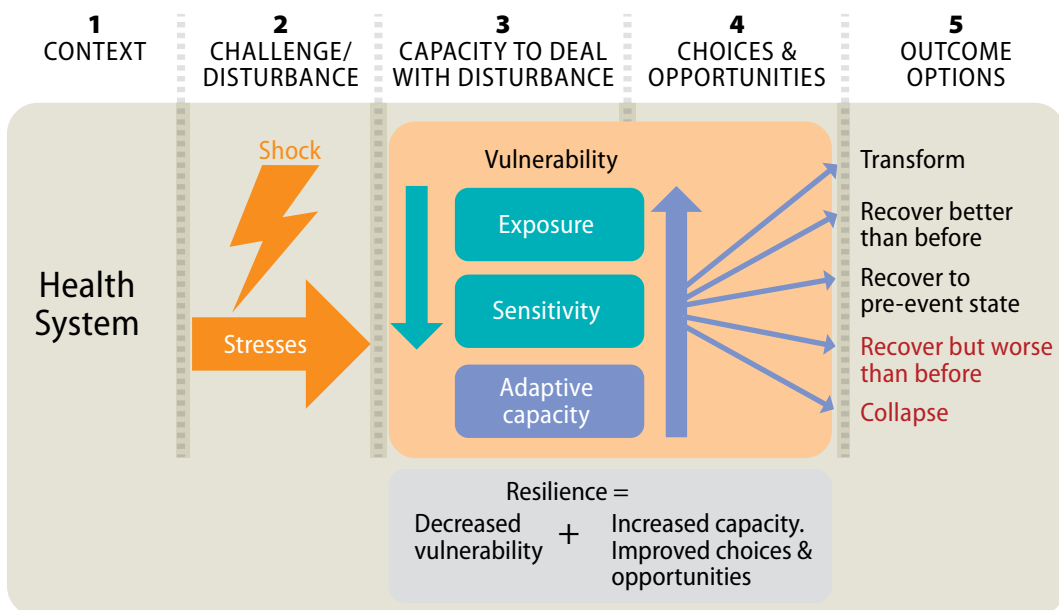 1
CONTEXT
2
CHALLENGE/
DISTURBANCE
3
CAPACITY TO DEAL
WITH DISTURBANCE
4
CHOICES &
OPPORTUNITIES
5
OUTCOME
OPTIONS
Health
System
Shock
Stresses
Vulnerability
Exposure
Sensitivity
Adaptive
capacity
Transform
Recover better
than before
Recover to
pre-event state
Recover but worse
than before
Collapse
Resilience =
Decreased
vulnerability
+
Increased capacity.
Improved choices &
opportunities